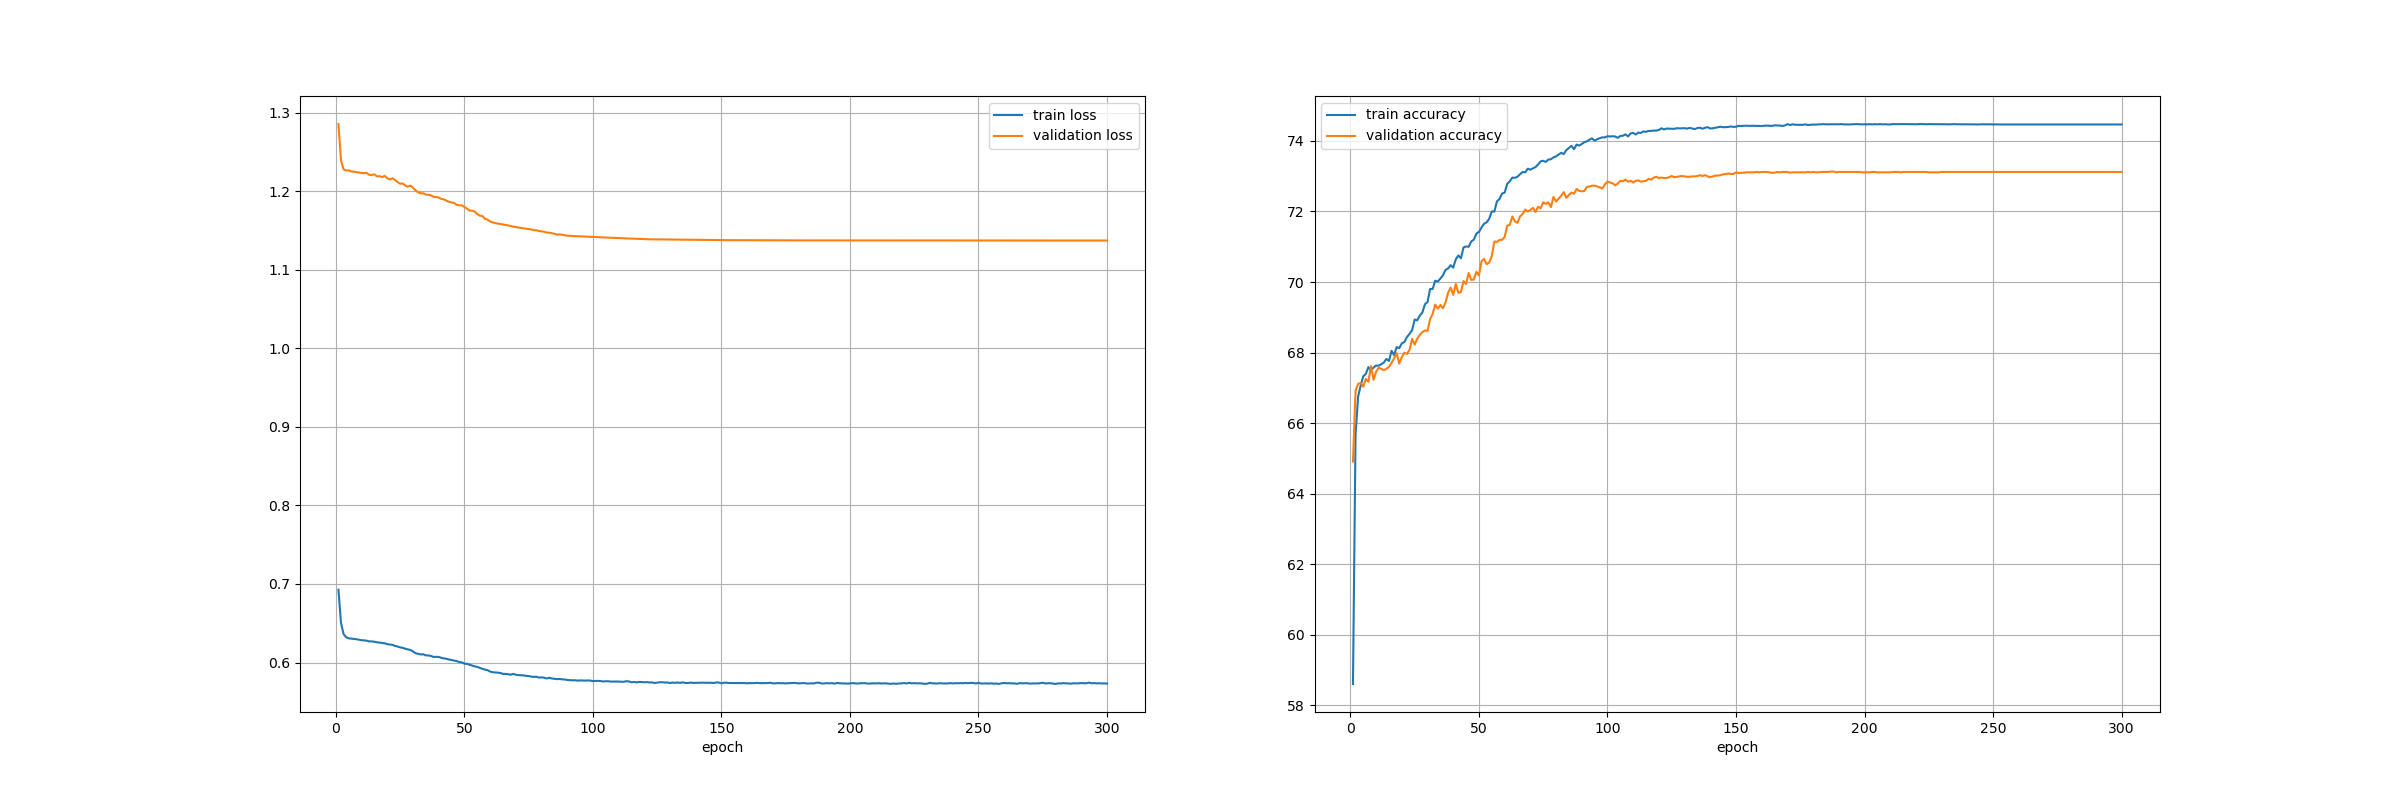 train loss
validation loss
1.3
1.2
1.1
1.0
0.9
0.8
0.7
0.6
0 50 100 150 200 250 300
epoch
train accuracy
validation accuracy
74
72
70
68
66
64
62
60
58
0 50 100 150 200 250 300
epoch